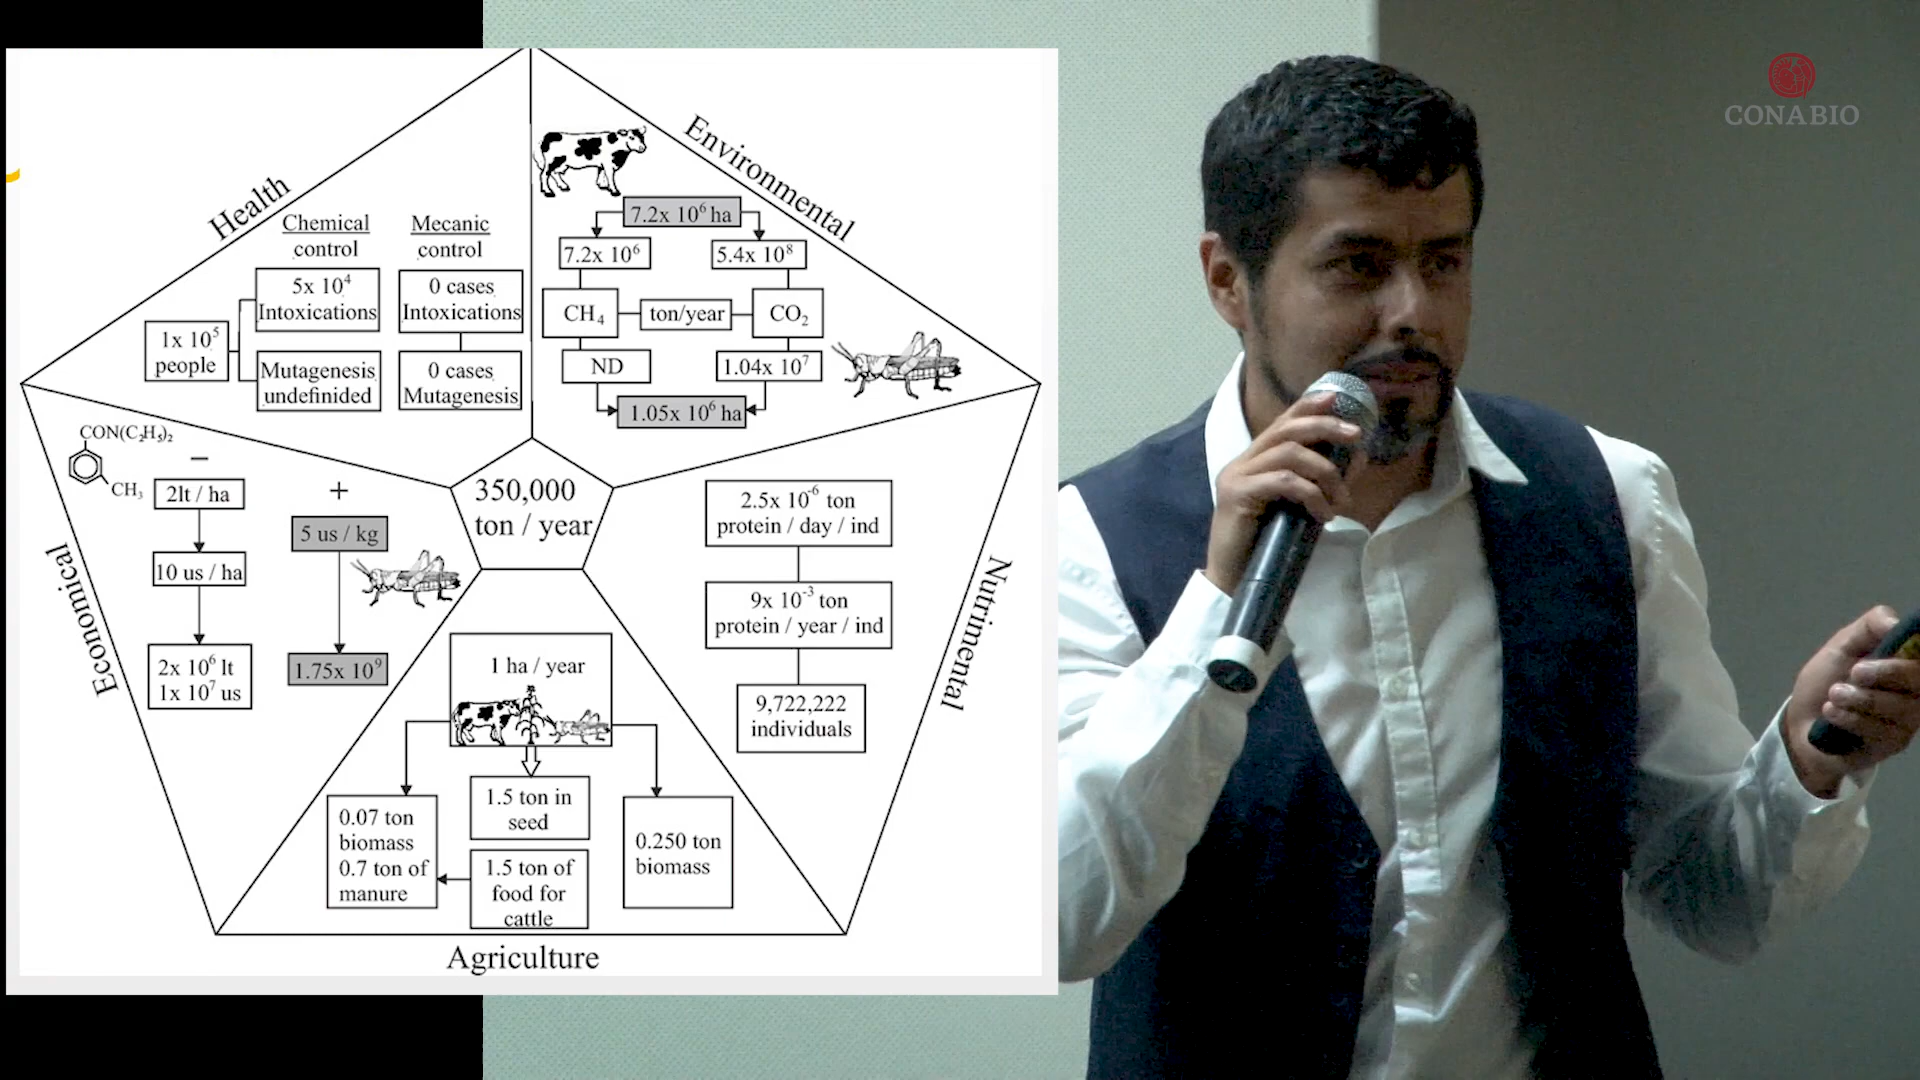 CONABIO
Health
Chemical
control
5x 10⁴
Intoxications
1x 10⁵
people
Mutagenesis
undefinided
Mecanic
control
0 cases
Intoxications
0 cases
Mutagenesis
Environmental
7.2x 10⁶ ha
7.2x 10⁶
5.4x 10⁸
CH₄
ton/year
CO₂
ND
1.04x 10⁷
1.05x 10⁶ ha
Economical
CON(C₂H₅)₂
CH₃
−
2lt / ha
10 us / ha
2x 10⁶ lt
1x 10⁷ us
+
5 us / kg
1.75x 10⁹
350,000
ton / year
Nutrimental
2.5x 10⁻⁶ ton
protein / day / ind
9x 10⁻³ ton
protein / year / ind
9,722,222
individuals
1 ha / year
0.07 ton
biomass
0.7 ton of
manure
1.5 ton in
seed
1.5 ton of
food for
cattle
0.250 ton
biomass
Agriculture